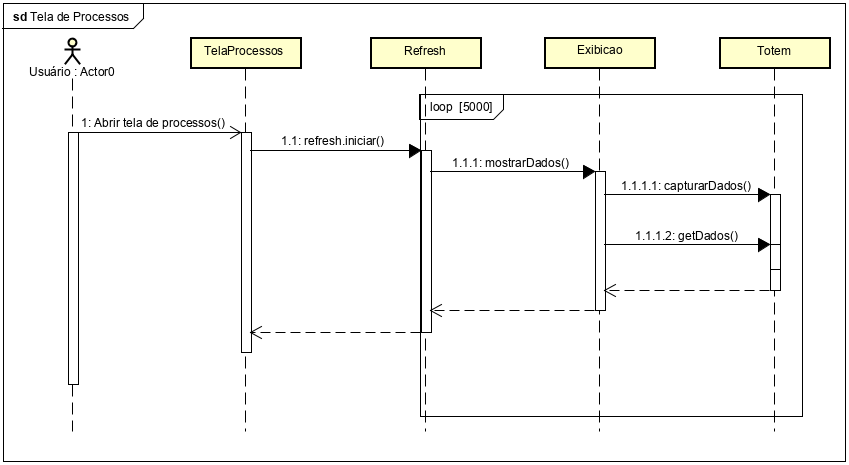 sd Tela de Processos
Usuário : Actor0
TelaProcessos
Refresh
Exibicao
Totem
loop [5000]
1: Abrir tela de processos()
1.1: refresh.iniciar()
1.1.1: mostrarDados()
1.1.1.1: capturarDados()
1.1.1.2: getDados()